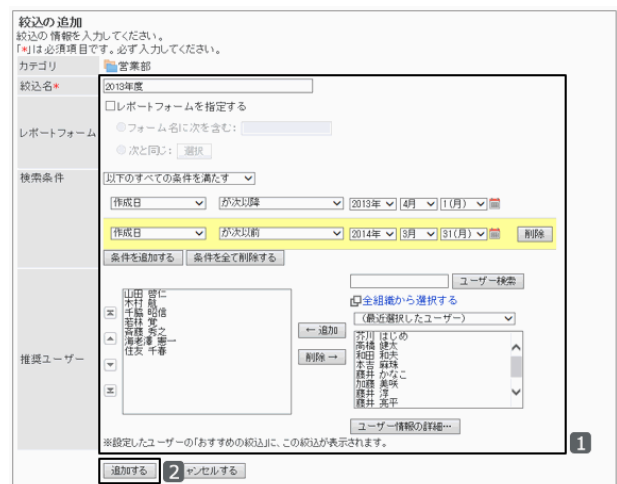 絞込の追加
絞込の情報を入力してください。
「*」は必須項目です。必ず入力してください。
カテゴリ 営業部
絞込名* 2013年度
レポートフォーム
□レポートフォームを指定する
フォーム名に次を含む:
次と同じ: 選択
検索条件 以下のすべての条件を満たす
作成日 が次以降 2013年 4月 1(月)
作成日 が次以前 2014年 3月 31(月) 削除
条件を追加する 条件を全て削除する
推奨ユーザー
山田 啓仁
木村 航
千脇 昭信
若林 寛
斉藤 秀之
海老澤 憲一
住友 千春
← 追加
削除 →
ユーザー検索
全組織から選択する
(最近選択したユーザー)
芥川 はじめ
高橋 健太
和田 和夫
本吉 麻珠
藤井 かなこ
加藤 美咲
藤井 淳
藤井 亮平
ユーザー情報の詳細…
※設定したユーザーの「おすすめの絞込」に、この絞込が表示されます。
1
追加する 2 ャンセルする